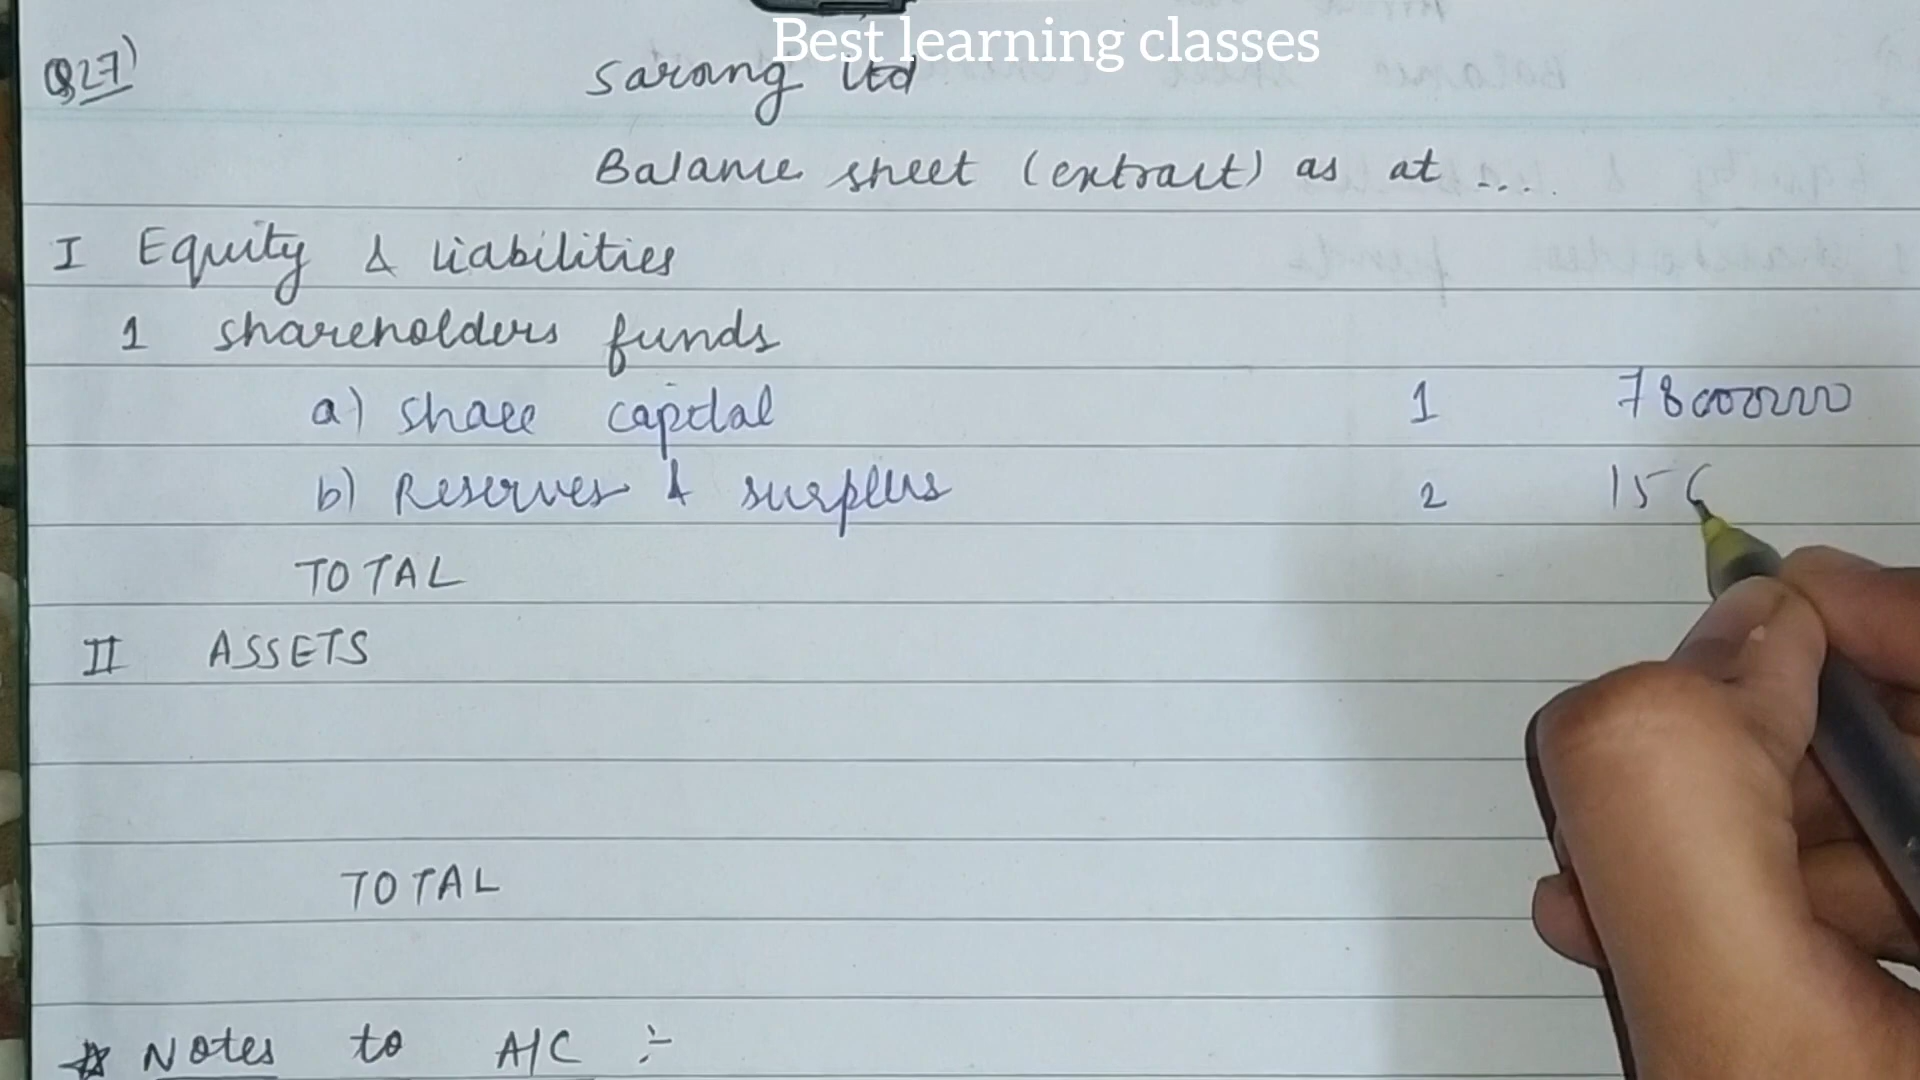 Best learning classes
Q27)
Sarang Ltd
Balance sheet (extract) as at ....
I Equity & liabilities
1 shareholders funds
a) share capital 1
b) Reserves & surplus 2 15
TOTAL
II ASSETS
TOTAL
Notes to A/C :-